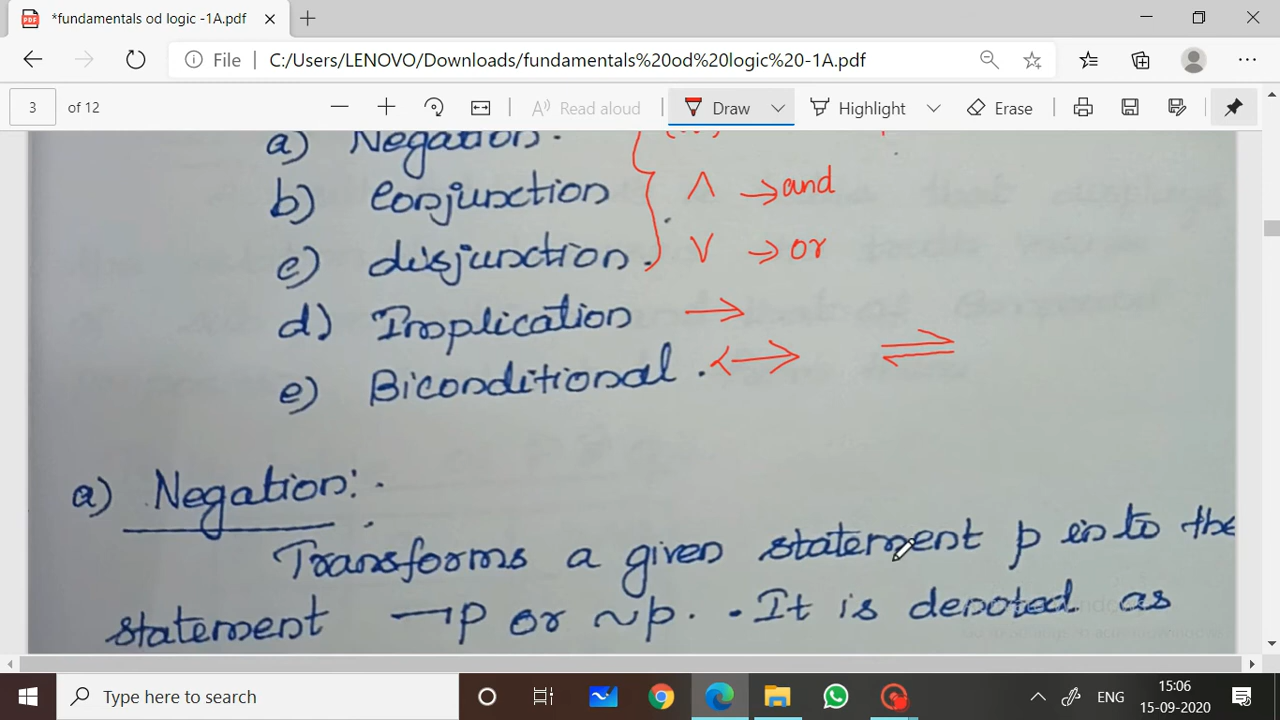 *fundamentals od logic -1A.pdf
File C:/Users/LENOVO/Downloads/fundamentals%20od%20logic%20-1A.pdf
3 of 12 Read aloud Draw Highlight Erase
a) Negation.
b) Conjunction ∧ → and
c) disjunction. ∨ → or
d) Implication →
e) Biconditional. <→ ⇌
a) Negation:
Transforms a given statement p in to the
statement ¬p or ~p. It is denoted as
Type here to search
ENG
15:06
15-09-2020